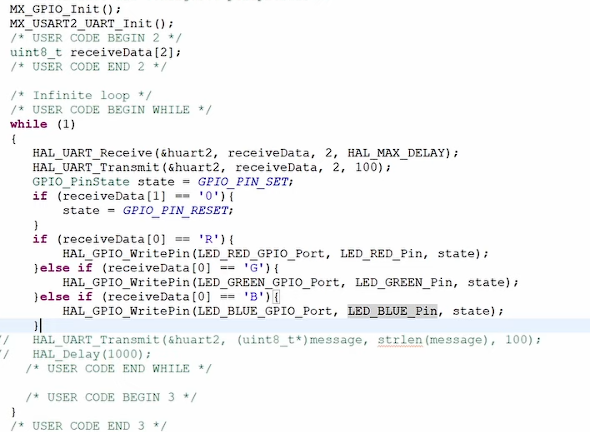 MX_GPIO_Init();
MX_USART2_UART_Init();
/* USER CODE BEGIN 2 */
uint8_t receiveData[2];
/* USER CODE END 2 */
/* Infinite loop */
/* USER CODE BEGIN WHILE */
while (1)
{
HAL_UART_Receive(&huart2, receiveData, 2, HAL_MAX_DELAY);
HAL_UART_Transmit(&huart2, receiveData, 2, 100);
GPIO_PinState state = GPIO_PIN_SET;
if (receiveData[1] == '0'){
state = GPIO_PIN_RESET;
}
if (receiveData[0] == 'R'){
HAL_GPIO_WritePin(LED_RED_GPIO_Port, LED_RED_Pin, state);
}else if (receiveData[0] == 'G'){
HAL_GPIO_WritePin(LED_GREEN_GPIO_Port, LED_GREEN_Pin, state);
}else if (receiveData[0] == 'B'){
HAL_GPIO_WritePin(LED_BLUE_GPIO_Port, LED_BLUE_Pin, state);
}
// HAL_UART_Transmit(&huart2, (uint8_t*)message, strlen(message), 100);
// HAL_Delay(1000);
/* USER CODE END WHILE */
/* USER CODE BEGIN 3 */
}
/* USER CODE END 3 */